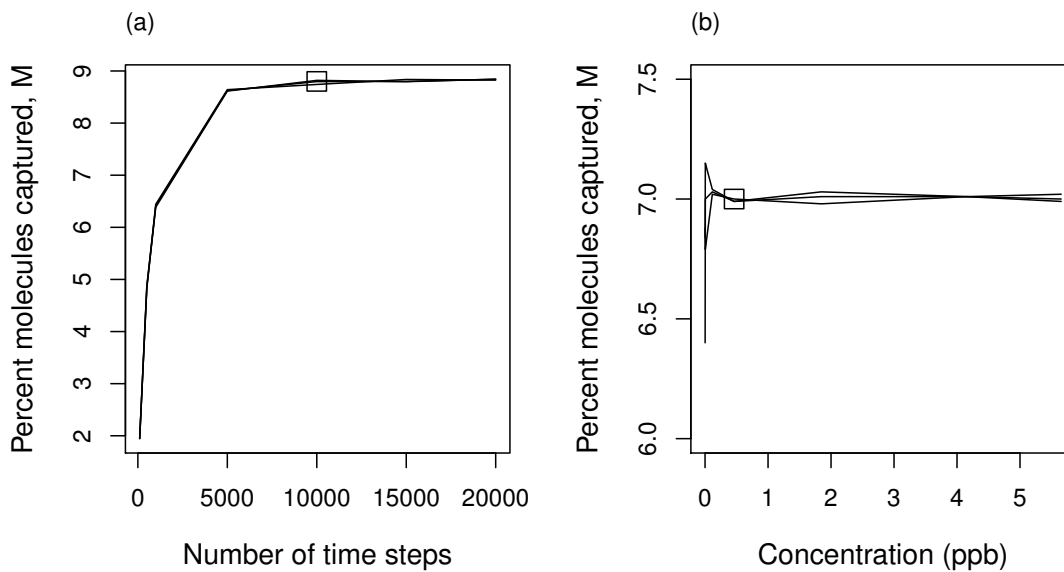 (a)
Percent molecules captured, M
9
8
7
6
5
4
3
2
0 5000 10000 15000 20000
Number of time steps
(b)
Percent molecules captured, M
7.5
7.0
6.5
6.0
0 1 2 3 4 5
Concentration (ppb)